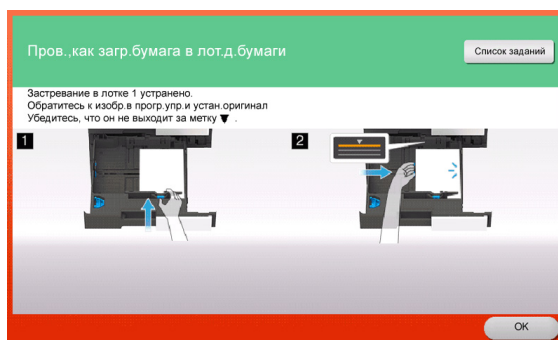 Пров.,как загр.бумага в лот.д.бумаги
Список заданий
Застревание в лотке 1 устранено.
Обратитесь к изобр.в прогр.упр.и устан.оригинал
Убедитесь, что он не выходит за метку ▼ .
1
2
OK